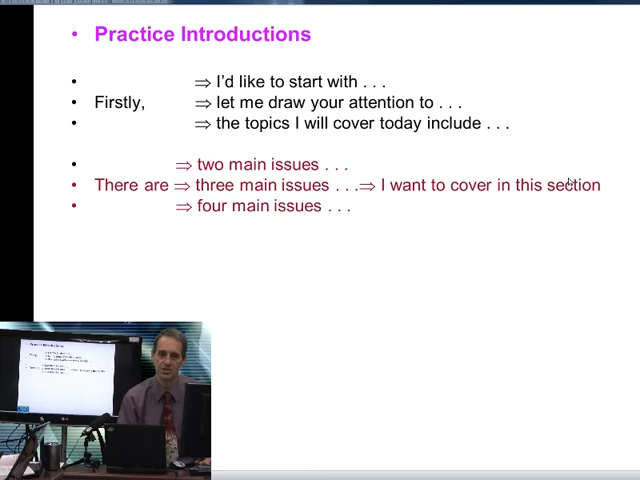 • Practice Introductions
• ⇒ I'd like to start with . . .
• Firstly, ⇒ let me draw your attention to . . .
• ⇒ the topics I will cover today include . . .
• ⇒ two main issues . . .
• There are ⇒ three main issues . . .⇒ I want to cover in this section
• ⇒ four main issues . . .